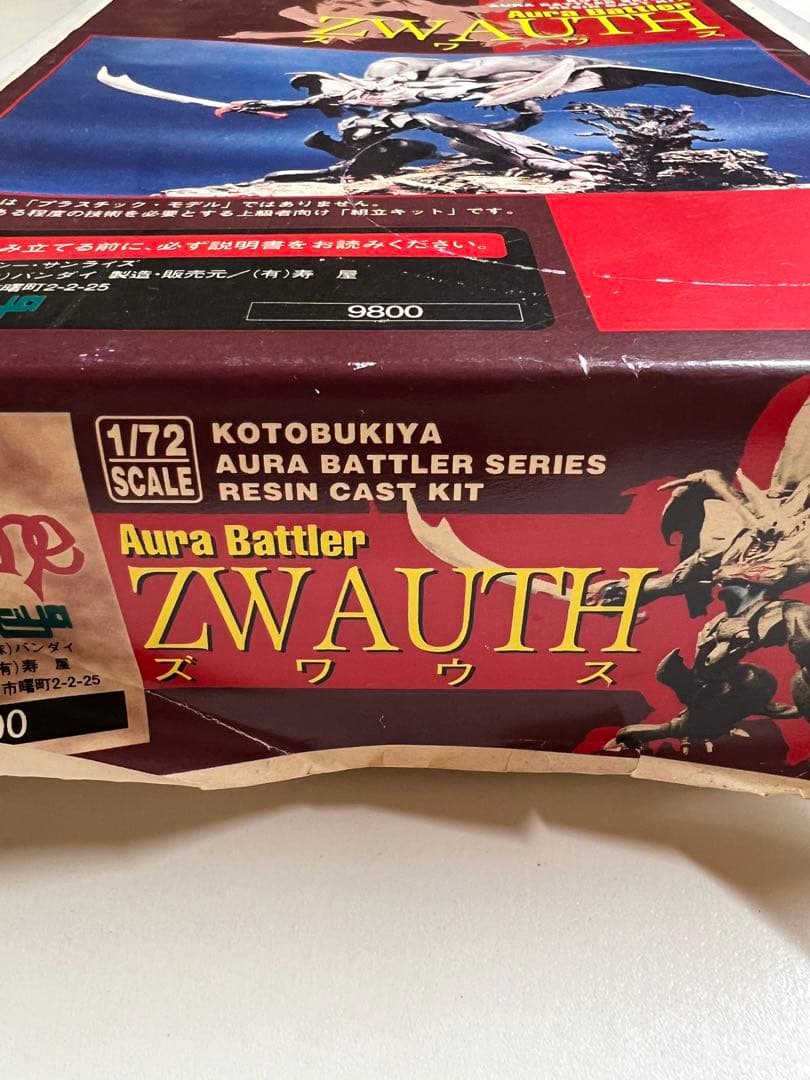 Aura Battler
ZWAUTH
ズワウス
は「プラスチック・モデル」ではありません。
ある程度の技術を必要とする上級者向け「組立キット」です。
み立てる前に、必ず説明書をお読みください。
サンライズ
バンダイ 製造・販売元/(有)寿 屋
曙町2-2-25
9800
1/72
SCALE
KOTOBUKIYA
AURA BATTLER SERIES
RESIN CAST KIT
Aura Battler
ZWAUTH
ズワウス
ne
)バンダイ
有)寿 屋
市曙町2-2-25
00